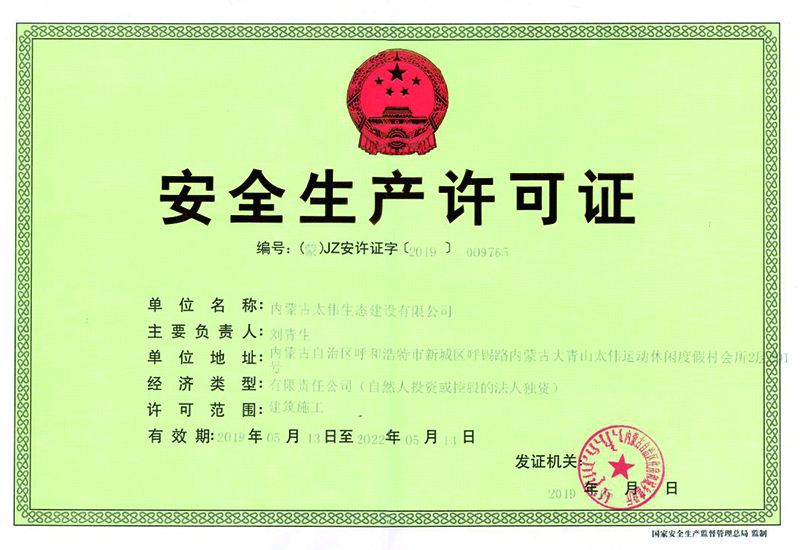 安全生产许可证
编号：(蒙)JZ安许证字〔2019〕009765
单位名称：内蒙古太伟生态建设有限公司
主要负责人：刘青生
单位地址：内蒙古自治区呼和浩特市新城区呼锡路内蒙古大青山太伟运动休闲度假村会所2层201
号
经济类型：有限责任公司（自然人投资或控股的法人独资）
许可范围：建筑施工
有效期：2019年05月13日至2022年05月13日
发证机关：
2019年 月 日
国家安全生产监督管理总局 监制